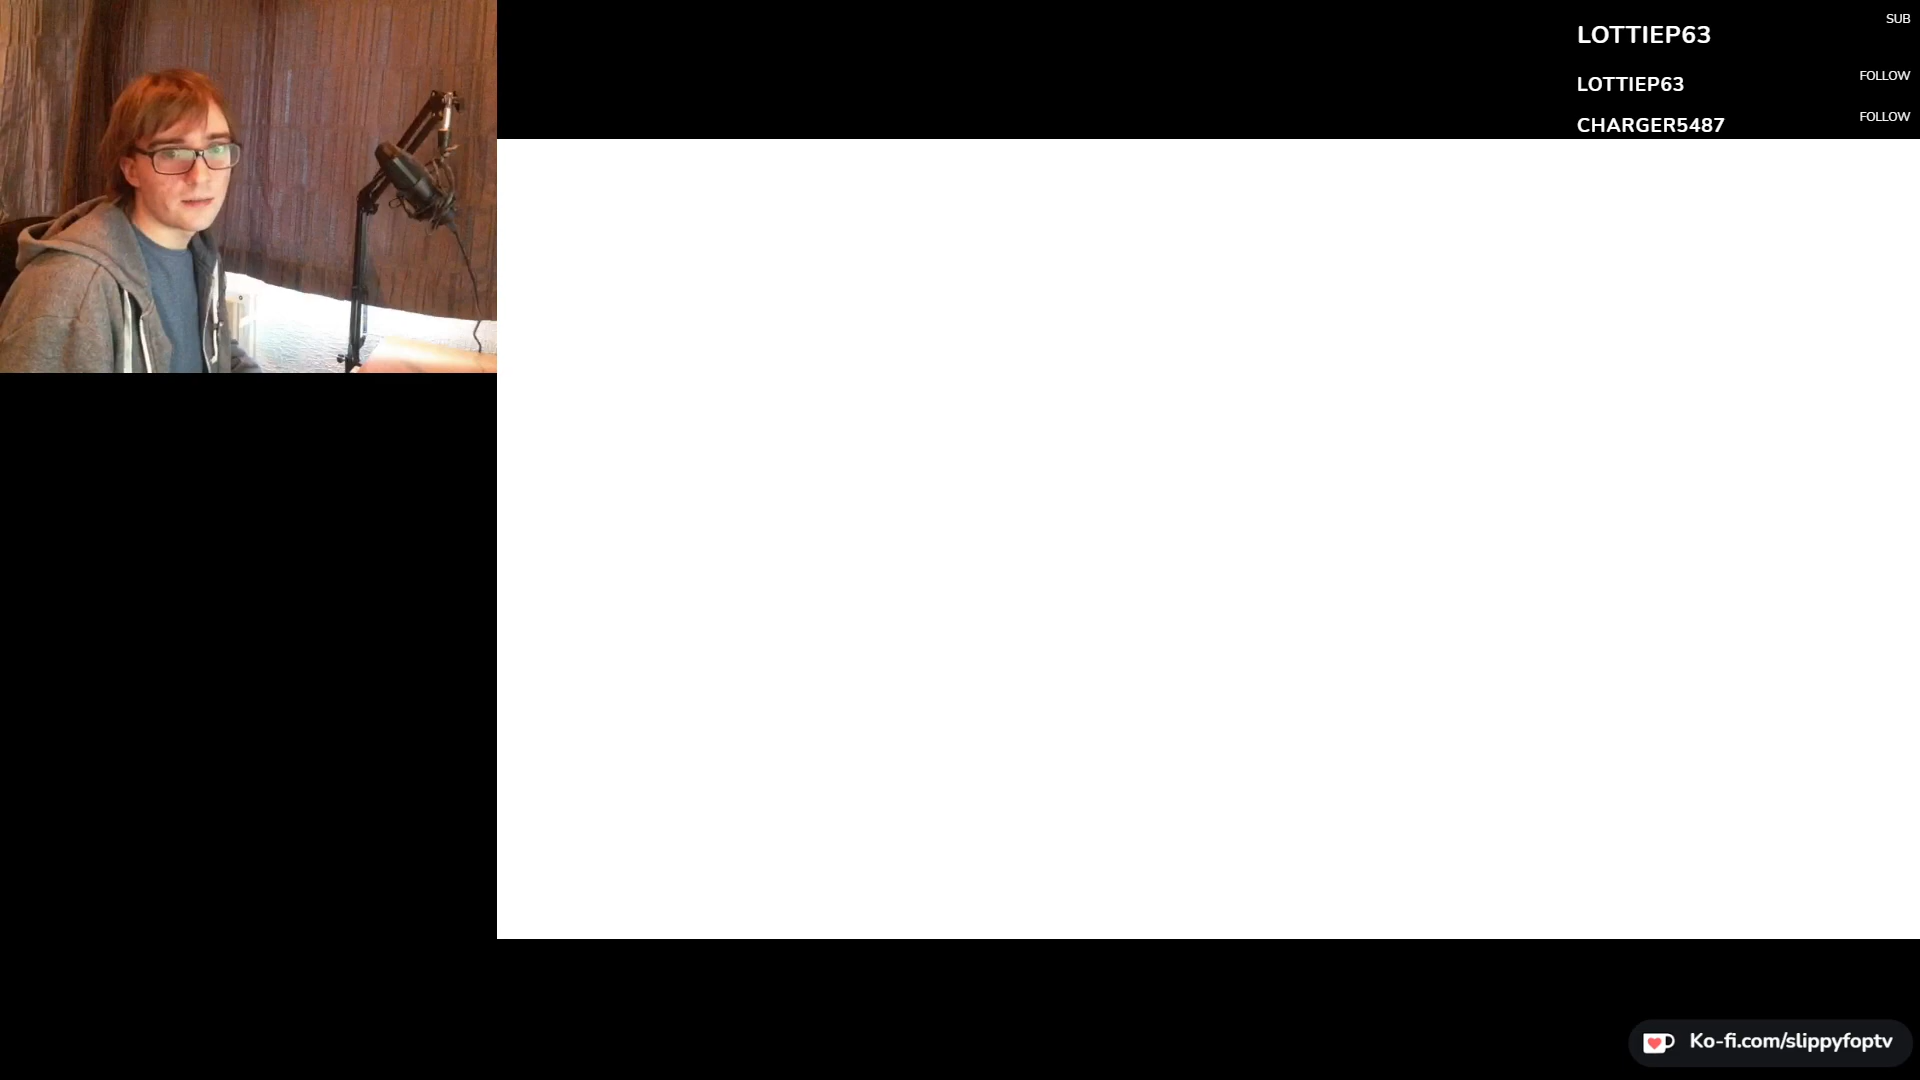 SUB
LOTTIEP63
FOLLOW
LOTTIEP63
FOLLOW
CHARGER5487
Ko-fi.com/slippyfoptv